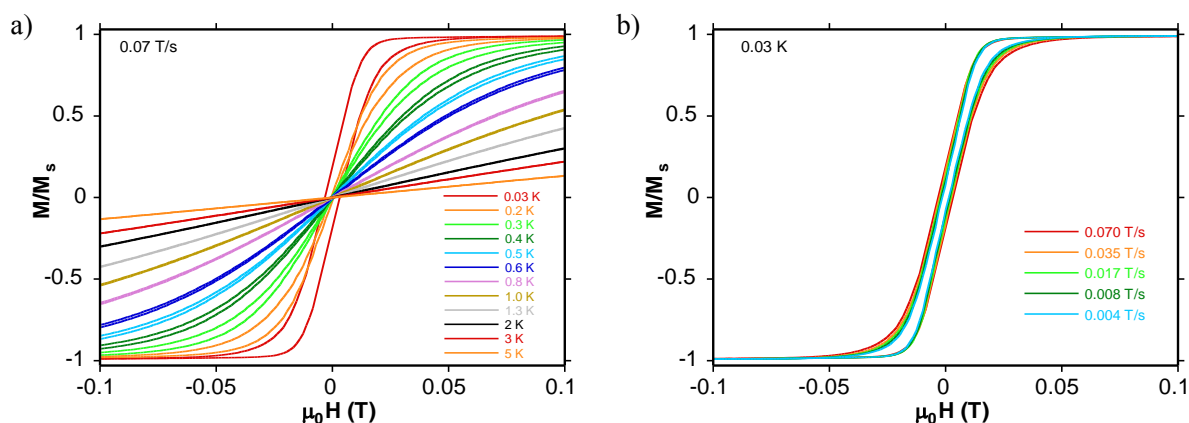 a)
0.07 T/s
M/Ms
1
0.5
0
-0.5
-1
0.03 K
0.2 K
0.3 K
0.4 K
0.5 K
0.6 K
0.8 K
1.0 K
1.3 K
2 K
3 K
5 K
-0.1 -0.05 0 0.05 0.1
μ0H (T)
b)
0.03 K
M/Ms
1
0.5
0
-0.5
-1
0.070 T/s
0.035 T/s
0.017 T/s
0.008 T/s
0.004 T/s
-0.1 -0.05 0 0.05 0.1
μ0H (T)